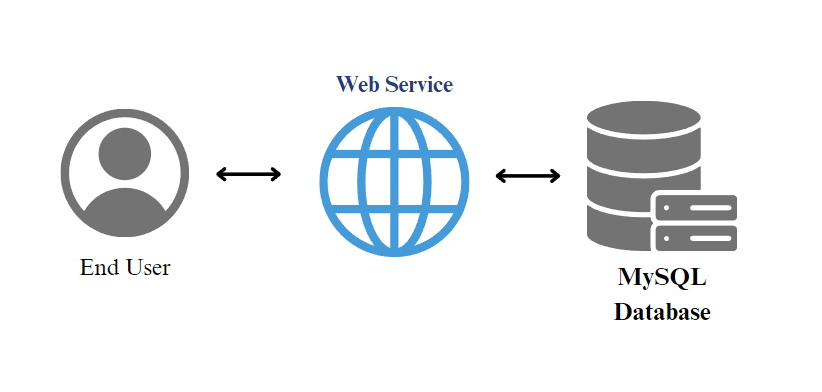 Web Service
End User
MySQL
Database